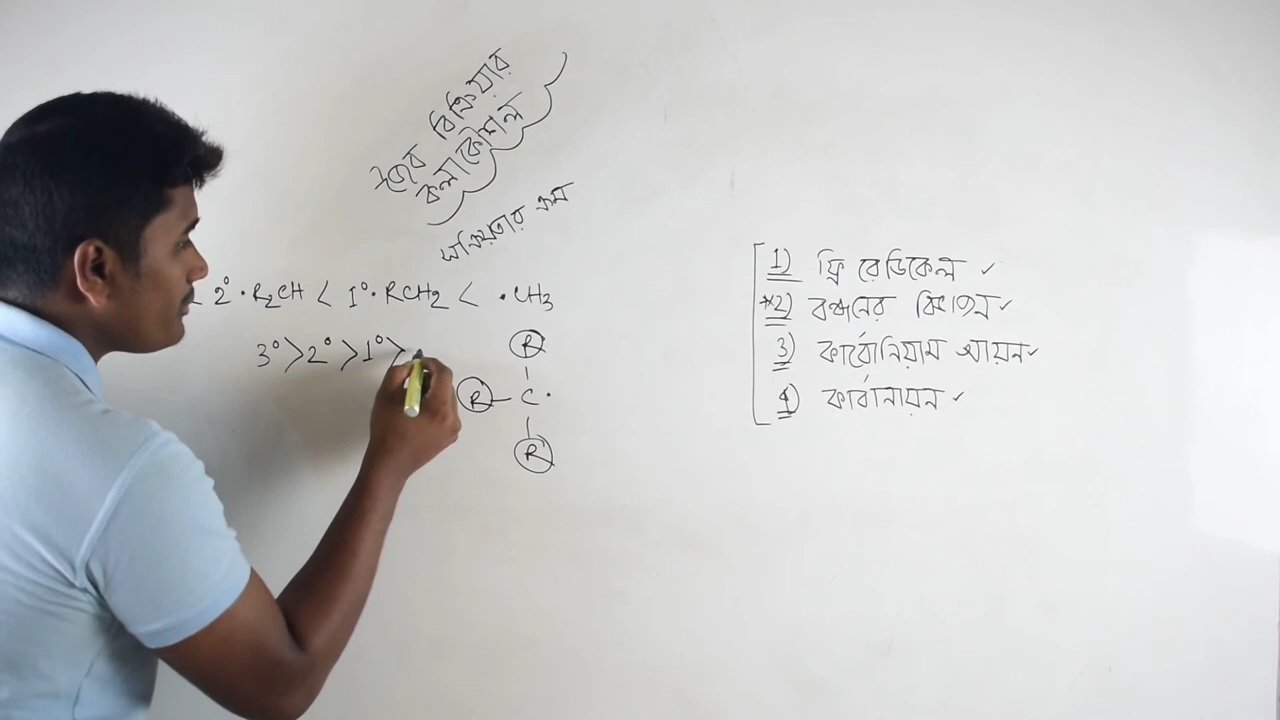 জৈব বিক্রিয়ার
কলাকৌশল
সক্রিয়তার ক্রম
< 2° •R₂CH < 1° •RCH₂ < •CH₃
3° > 2° > 1° >
R
R - C •
R
1) ফ্রি রেডিকেল ✓
*2) বন্ধনের বিভাজন ✓
3) কার্বোনিয়াম আয়ন ✓
4) কার্বানায়ন ✓